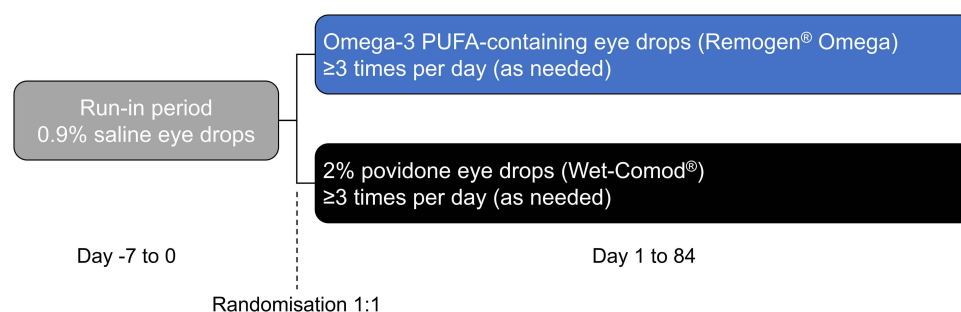 Omega-3 PUFA-containing eye drops (Remogen® Omega)
≥3 times per day (as needed)
Run-in period
0.9% saline eye drops
2% povidone eye drops (Wet-Comod®)
≥3 times per day (as needed)
Day -7 to 0
Day 1 to 84
Randomisation 1:1